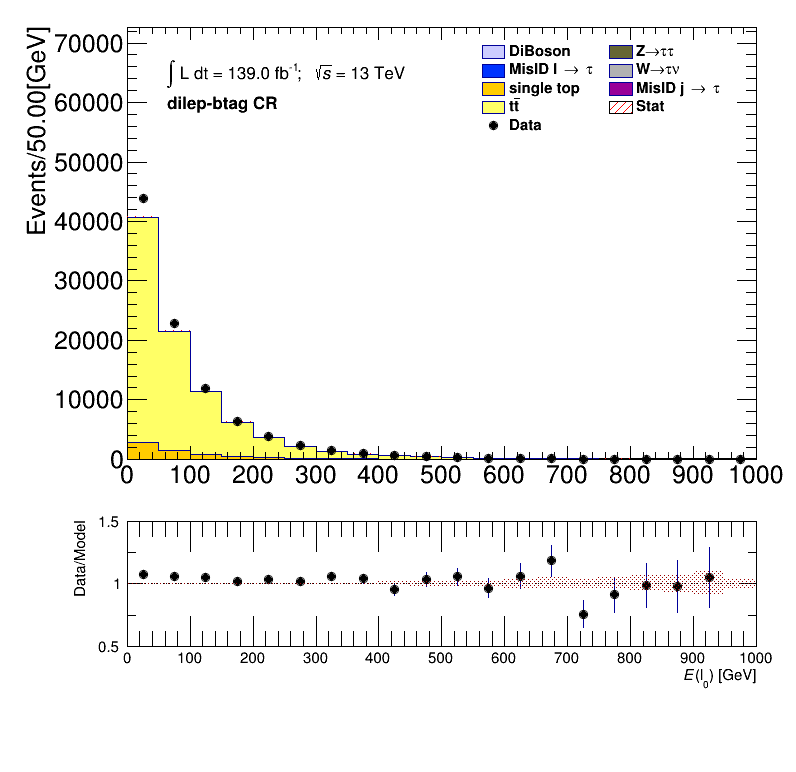 Events/50.00[GeV]
70000
60000
50000
40000
30000
20000
10000
0
∫ L dt = 139.0 fb⁻¹; √s = 13 TeV
dilep-btag CR
DiBoson
Z→ττ
MisID l → τ
W→τν
single top
MisID j → τ
tt̄
Stat
Data
0 100 200 300 400 500 600 700 800 900 1000
Data/Model
1.5
1
0.5
0 100 200 300 400 500 600 700 800 900 1000
E(l₀) [GeV]